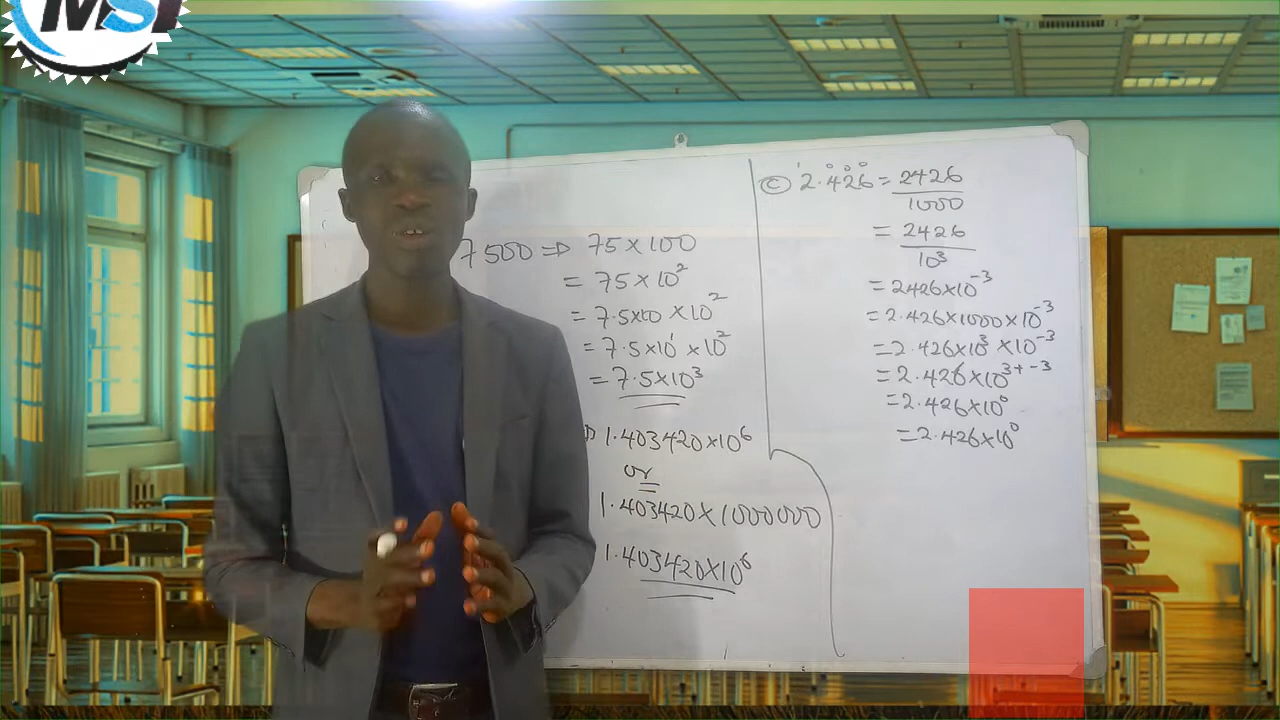 MSI
7500 ⇒ 75 × 100
= 75 × 10²
= 7.5×10 × 10²
= 7.5×10¹ × 10²
= 7.5×10³
1.403420×10⁶
or
1.403420×1000000
1.403420×10⁶
Ⓒ 2.426 = 2426
1000
= 2426
10³
= 2426×10⁻³
= 2.426×1000×10⁻³
= 2.426×10³ ×10⁻³
= 2.426×10³⁺⁻³
= 2.426×10⁰
= 2.426×10⁰